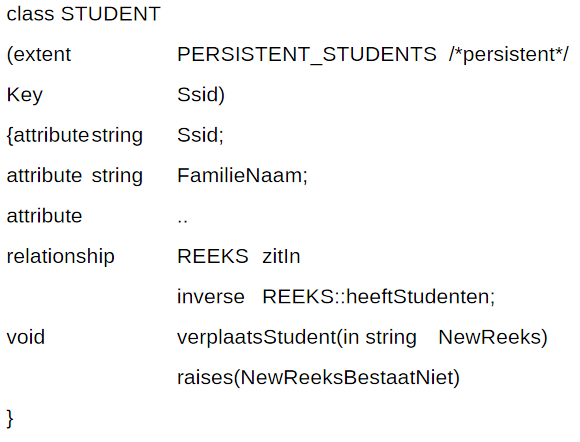 class STUDENT
(extent PERSISTENT_STUDENTS /*persistent*/
Key Ssid)
{attribute string Ssid;
attribute string FamilieNaam;
attribute ..
relationship REEKS zitIn
inverse REEKS::heeftStudenten;
void verplaatsStudent(in string NewReeks)
raises(NewReeksBestaatNiet)
}